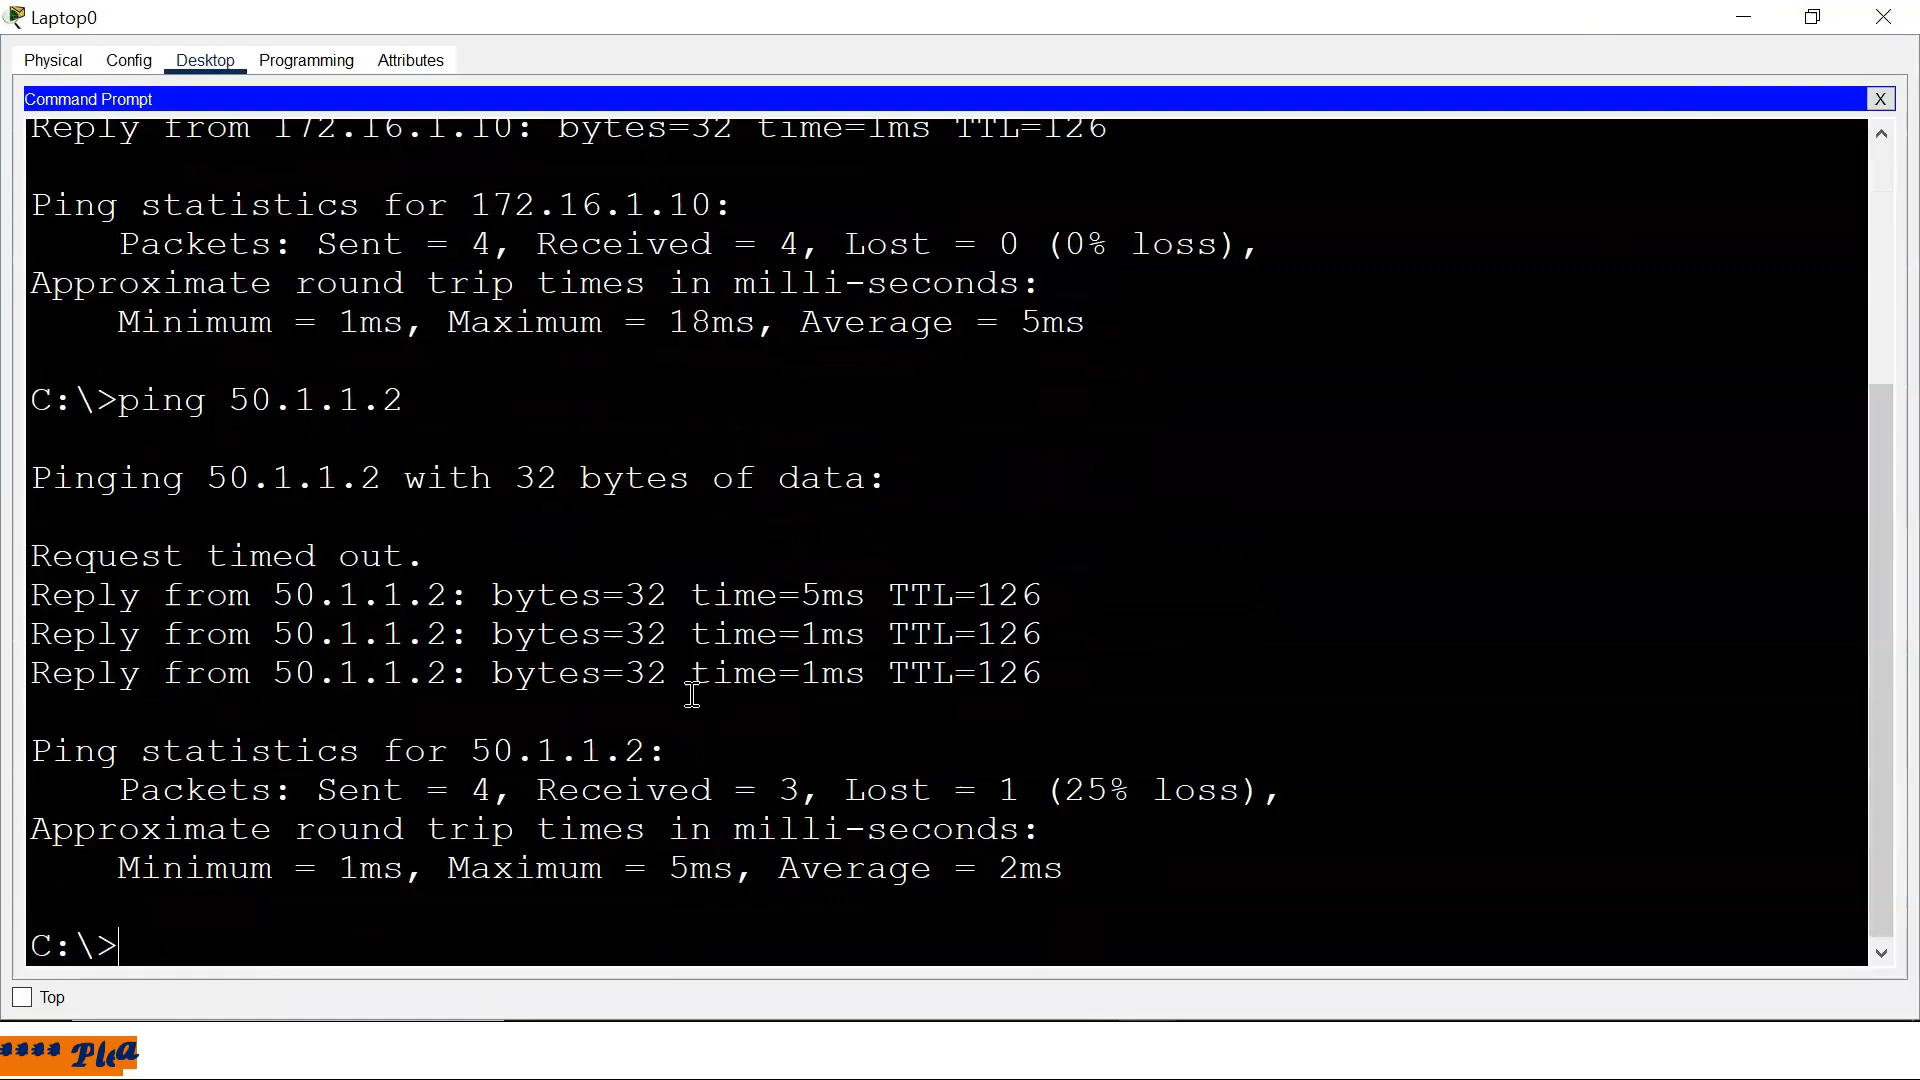 Laptop0
Physical Config Desktop Programming Attributes
Command Prompt X
Reply from 172.16.1.10: bytes=32 time=1ms TTL=126
Ping statistics for 172.16.1.10:
Packets: Sent = 4, Received = 4, Lost = 0 (0% loss),
Approximate round trip times in milli-seconds:
Minimum = 1ms, Maximum = 18ms, Average = 5ms
C:\>ping 50.1.1.2
Pinging 50.1.1.2 with 32 bytes of data:
Request timed out.
Reply from 50.1.1.2: bytes=32 time=5ms TTL=126
Reply from 50.1.1.2: bytes=32 time=1ms TTL=126
Reply from 50.1.1.2: bytes=32 time=1ms TTL=126
Ping statistics for 50.1.1.2:
Packets: Sent = 4, Received = 3, Lost = 1 (25% loss),
Approximate round trip times in milli-seconds:
Minimum = 1ms, Maximum = 5ms, Average = 2ms
C:\>
Top
**** Plea